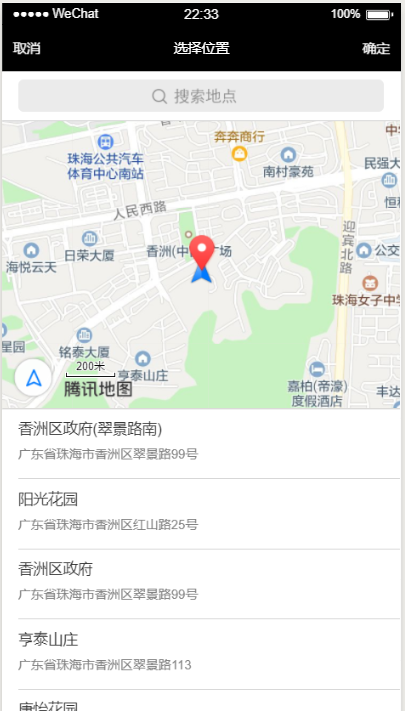 WeChat 22:33 100%
取消 选择位置 确定
搜索地点
奔奔商行
珠海公共汽车
体育中心南站
南村豪苑
民强大
人民西路
恒
日荣大厦
香洲(中
广场
迎宾北路
公交
海悦云天
珠海女子中学
星园
铭泰大厦
200米
亨泰山庄
腾讯地图
嘉柏(帝濠)
度假酒店
丰达
香洲区政府(翠景路南)
广东省珠海市香洲区翠景路99号
阳光花园
广东省珠海市香洲区红山路25号
香洲区政府
广东省珠海市香洲区翠景路99号
亨泰山庄
广东省珠海市香洲区翠景路113
唐怡花园